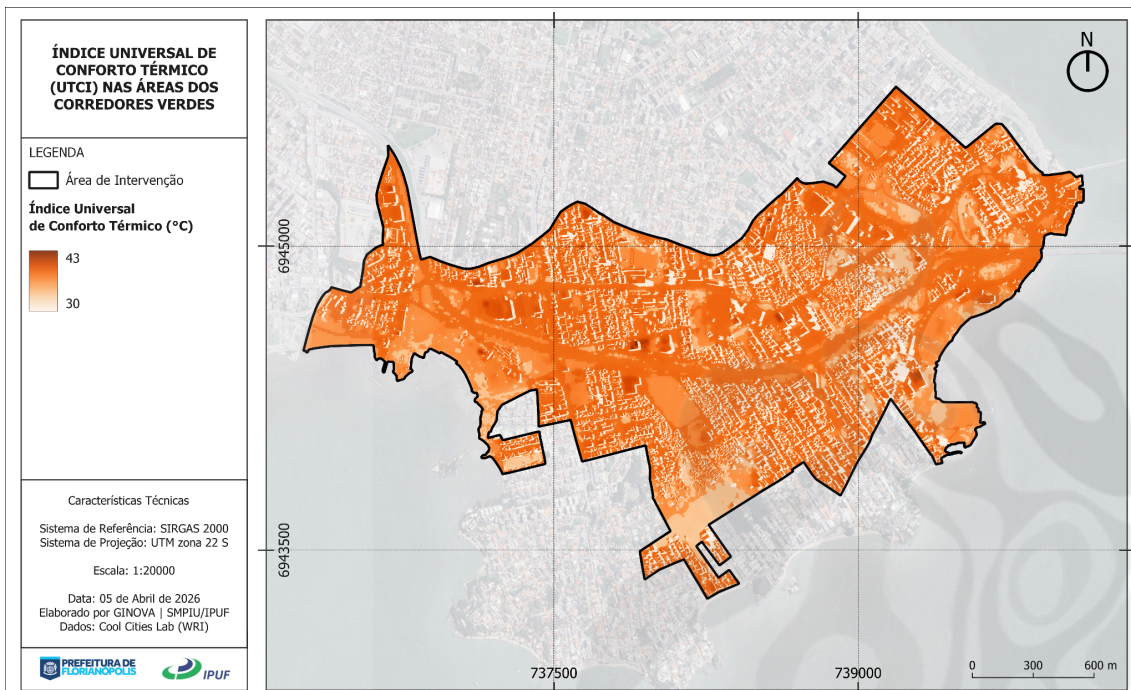 ÍNDICE UNIVERSAL DE
CONFORTO TÉRMICO
(UTCI) NAS ÁREAS DOS
CORREDORES VERDES
LEGENDA
Área de Intervenção
Índice Universal
de Conforto Térmico (°C)
43
30
Características Técnicas
Sistema de Referência: SIRGAS 2000
Sistema de Projeção: UTM zona 22 S
Escala: 1:20000
Data: 05 de Abril de 2026
Elaborado por GINOVA | SMPIU/IPUF
Dados: Cool Cities Lab (WRI)
PREFEITURA DE
FLORIANÓPOLIS
IPUF
N
6945000
6943500
737500
739000
0 300 600 m